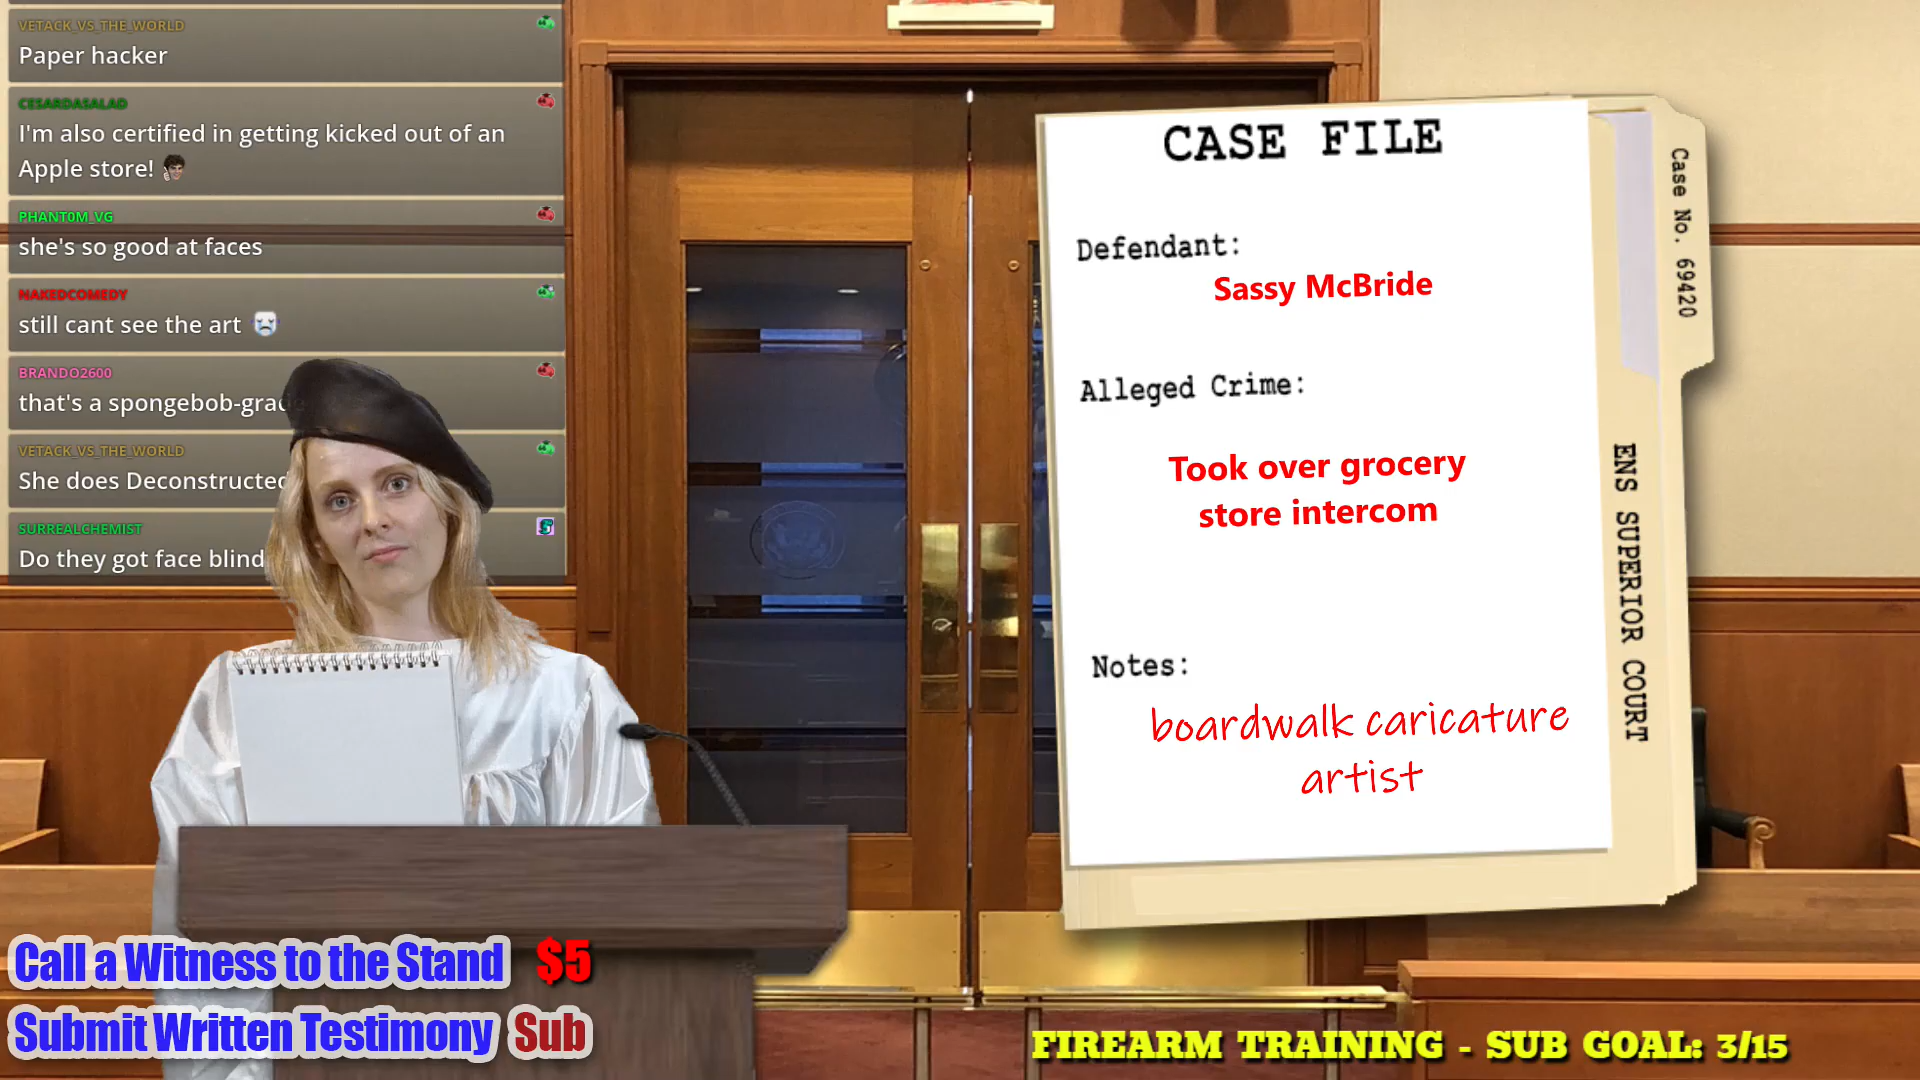 VETACK_VS_THE_WORLD
Paper hacker
CESARDASALAD
I'm also certified in getting kicked out of an
Apple store!
PHANT0M_VG
she's so good at faces
NAKEDCOMEDY
still cant see the art
BRANDO2600
that's a spongebob-grade
VETACK_VS_THE_WORLD
She does Deconstructed
SURREALCHEMIST
Do they got face blind
CASE FILE
Defendant:
Sassy McBride
Alleged Crime:
Took over grocery
store intercom
Notes:
boardwalk caricature
artist
Case No. 69420
ENS SUPERIOR COURT
Call a Witness to the Stand $5
Submit Written Testimony Sub
FIREARM TRAINING - SUB GOAL: 3/15